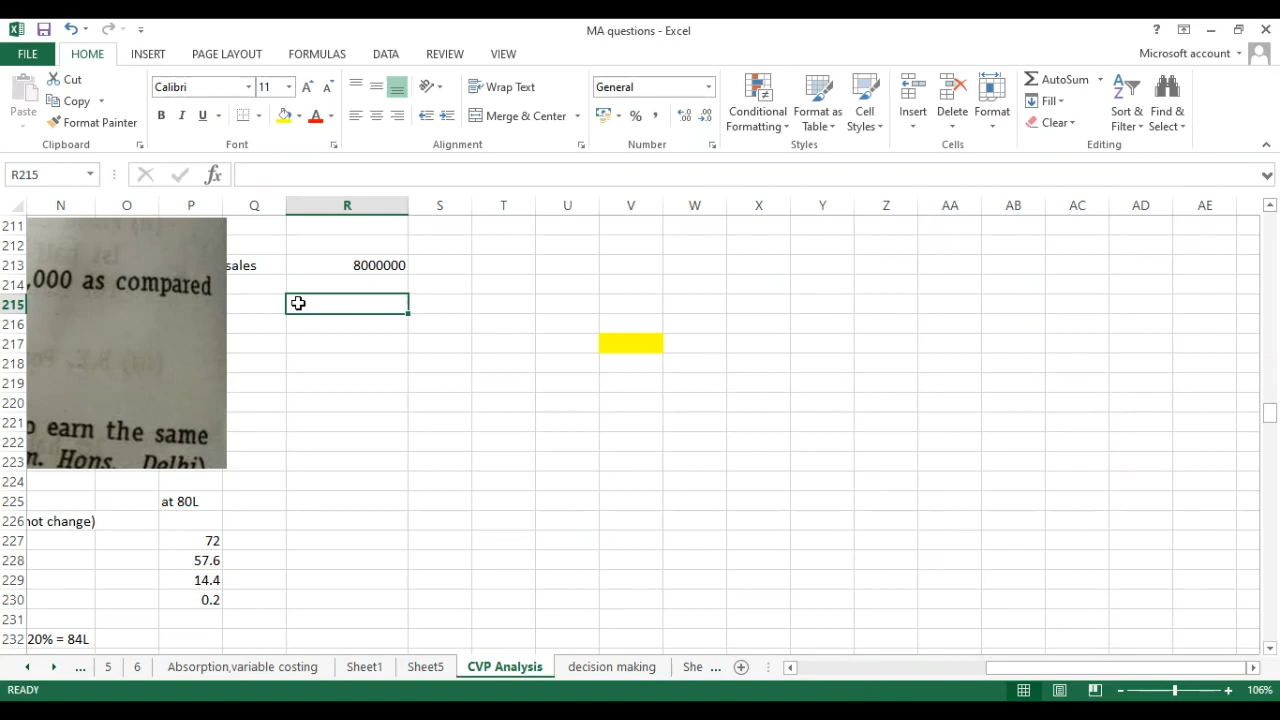 MA questions - Excel
FILE HOME INSERT PAGE LAYOUT FORMULAS DATA REVIEW VIEW Microsoft account
Paste Cut Copy Format Painter
Calibri 11
B I U A
Wrap Text
Merge & Center
General
% ,
Conditional Formatting
Format as Table
Cell Styles
Insert Delete Format
AutoSum Fill Clear
Sort & Filter
Find & Select
Clipboard Font Alignment Number Styles Cells Editing
R215 fx
N O P Q R S T U V W X Y Z AA AB AC AD AE
211
212
213 sales 8000000
,000 as compared
214
215
216
217
218
219
220
221
222
o earn the same
223
n. Hons. Delhi)
224
225 at 80L
226 not change)
227 72
228 57.6
229 14.4
230 0.2
231
232 20% = 84L
... 5 6 Absorption,variable costing Sheet1 Sheet5 CVP Analysis decision making She ...
READY 106%